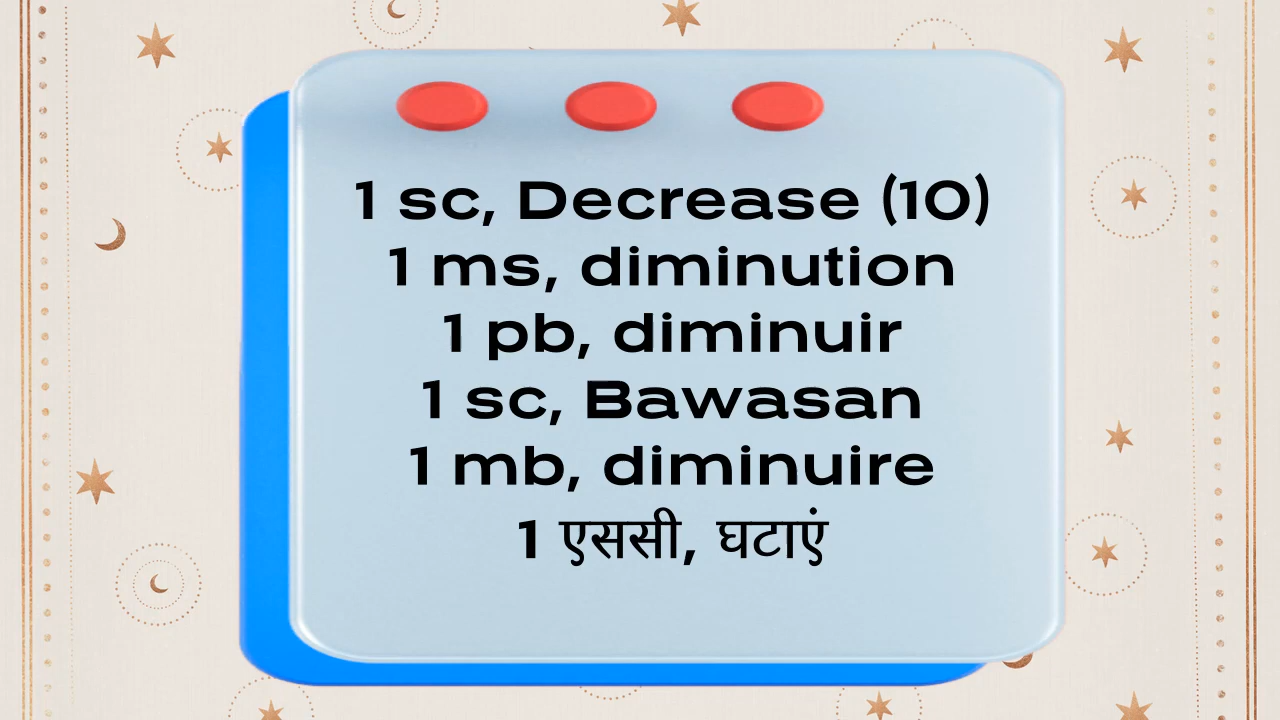 1 sc, Decrease (10)
1 ms, diminution
1 pb, diminuir
1 sc, Bawasan
1 mb, diminuire
1 एससी, घटाएं